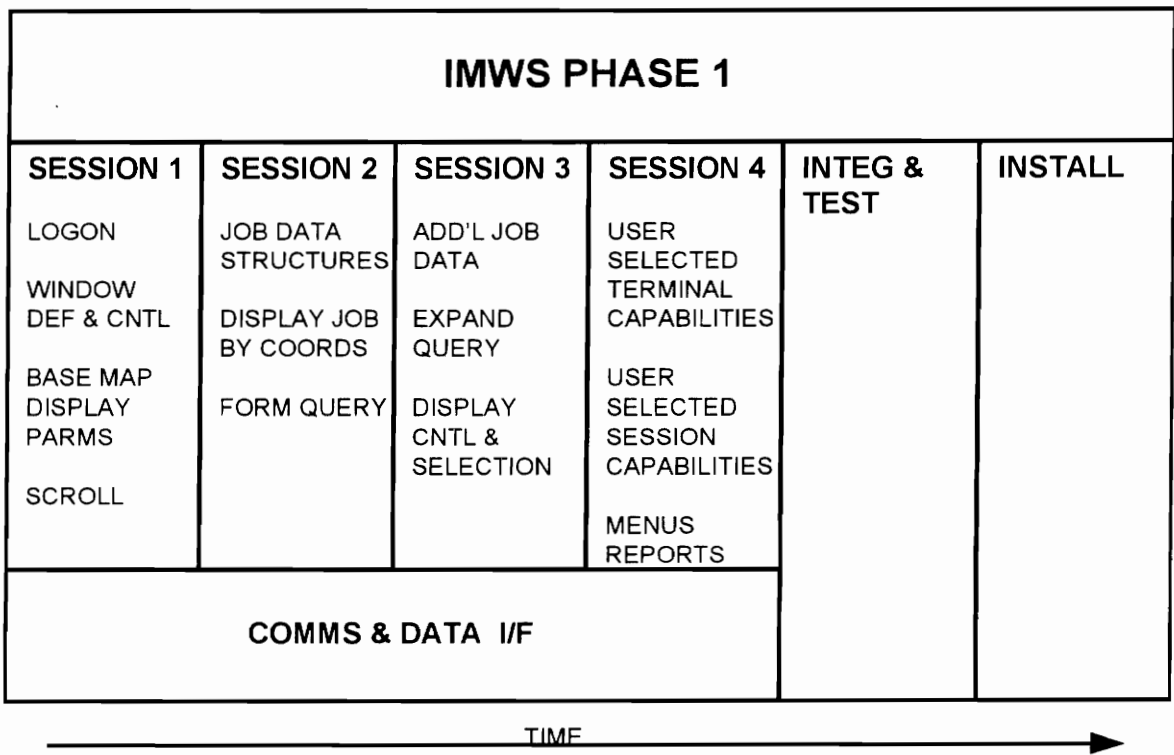 IMWS PHASE 1
SESSION 1
LOGON
WINDOW
DEF & CNTL
BASE MAP
DISPLAY
PARMS
SCROLL
SESSION 2
JOB DATA
STRUCTURES
DISPLAY JOB
BY COORDS
FORM QUERY
SESSION 3
ADD'L JOB
DATA
EXPAND
QUERY
DISPLAY
CNTL &
SELECTION
SESSION 4
USER
SELECTED
TERMINAL
CAPABILITIES
USER
SELECTED
SESSION
CAPABILITIES
MENUS
REPORTS
INTEG &
TEST
INSTALL
COMMS & DATA I/F
TIME